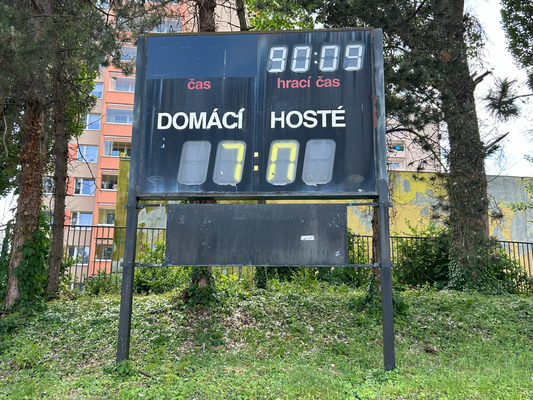 90:09
čas hrací čas
DOMÁCÍ HOSTÉ
7:0